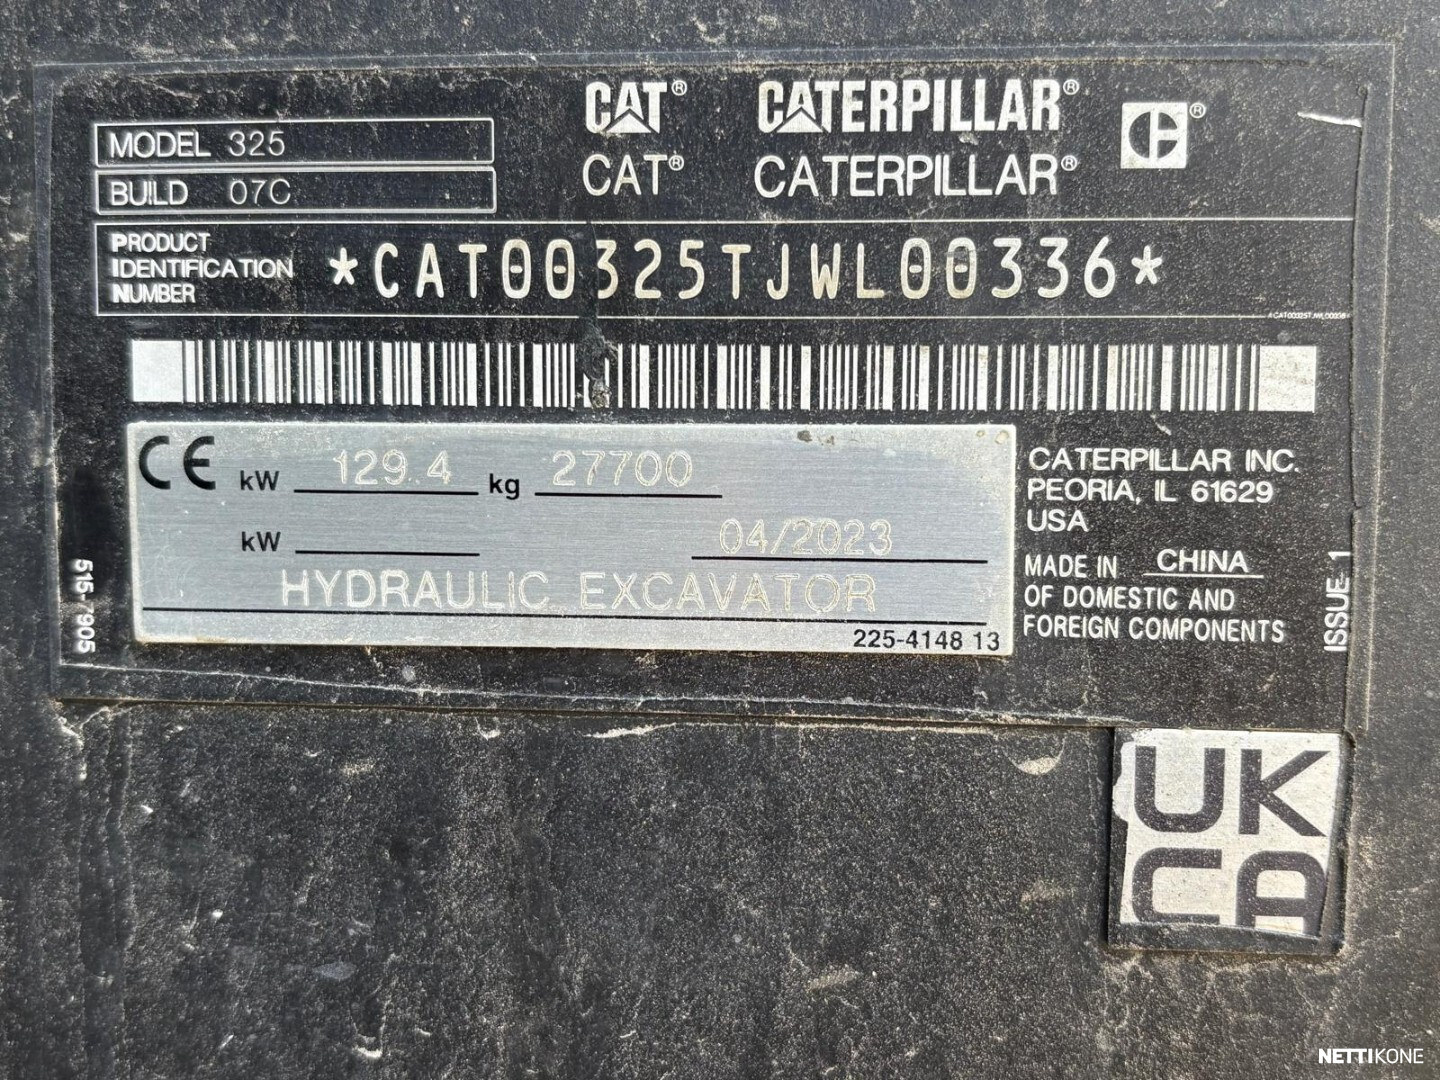 CAT® CATERPILLAR® ®
CAT® CATERPILLAR®
MODEL 325
BUILD 07C
PRODUCT
IDENTIFICATION
NUMBER
*CAT00325TJWL00336*
*CAT00325TJWL00336*
CE kW 129.4 kg 27700
kW 04/2023
HYDRAULIC EXCAVATOR
225-4148 13
CATERPILLAR INC.
PEORIA, IL 61629
USA
MADE IN CHINA
OF DOMESTIC AND
FOREIGN COMPONENTS
515-7905
ISSUE 1
UK
CA
NETTIKONE